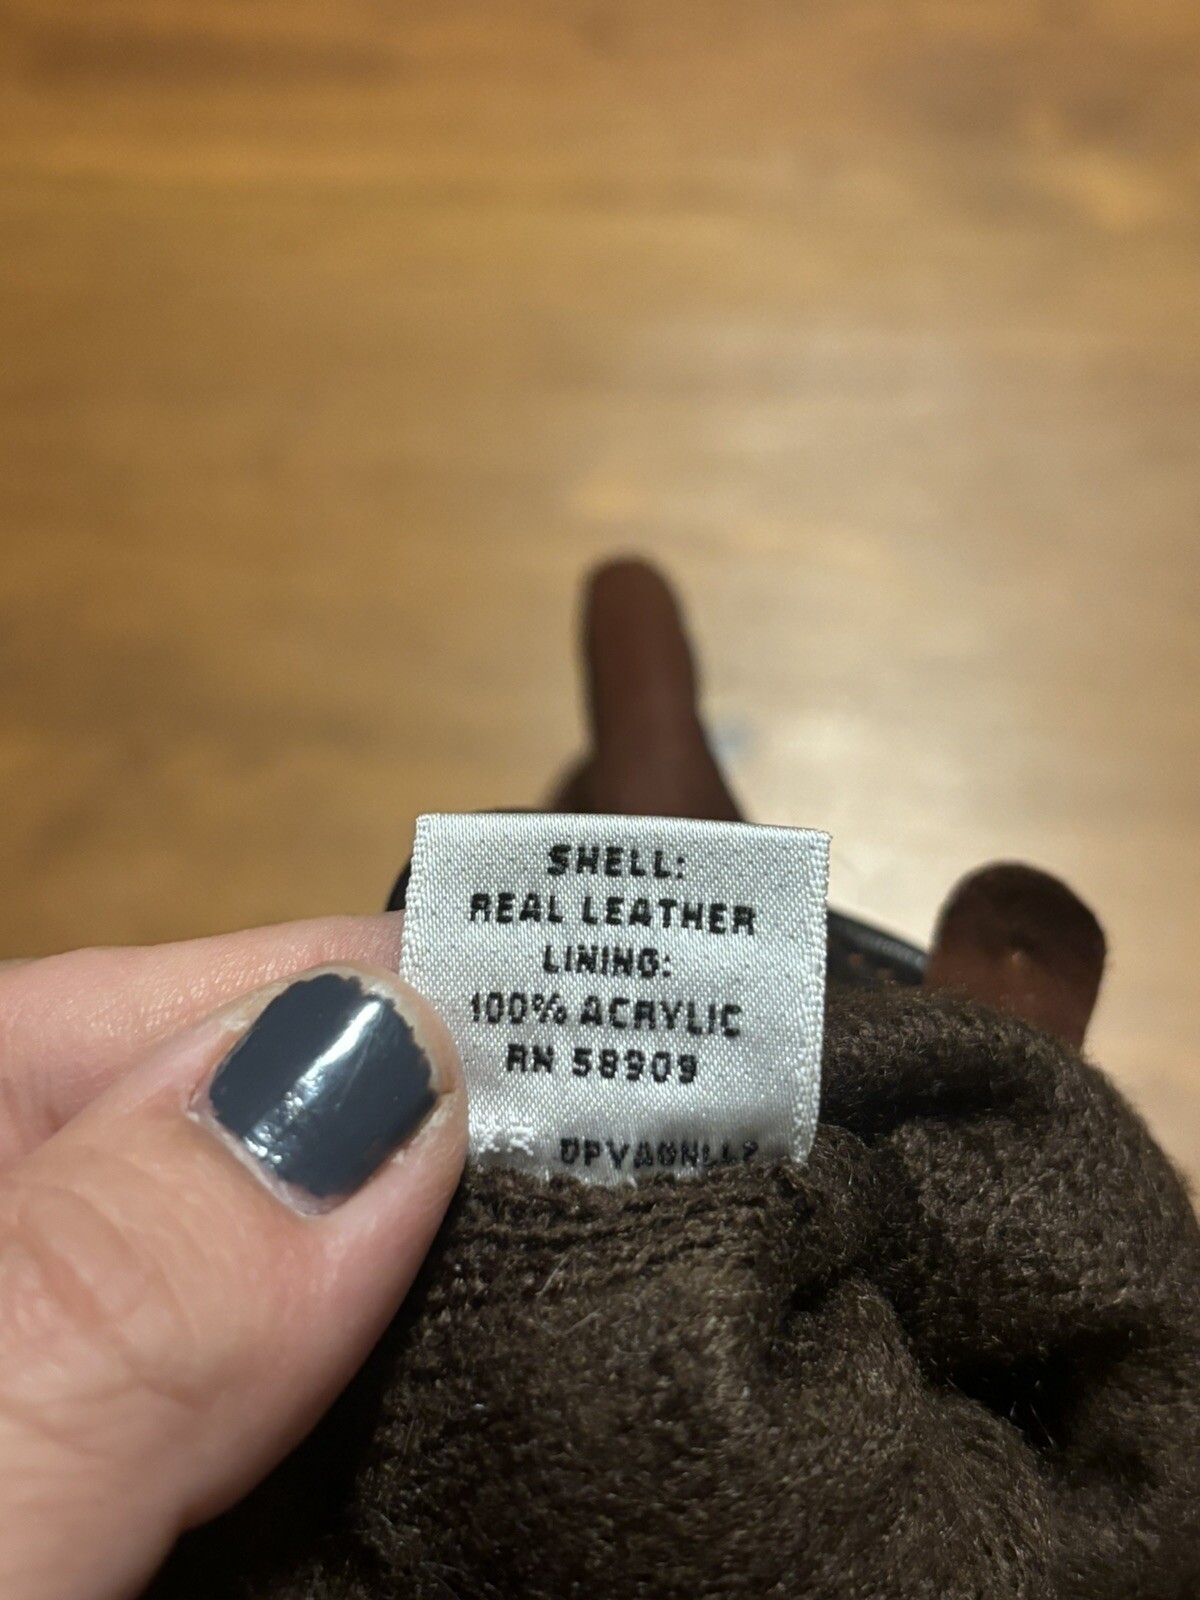 SHELL:
REAL LEATHER
LINING:
100% ACRYLIC
RN 58909